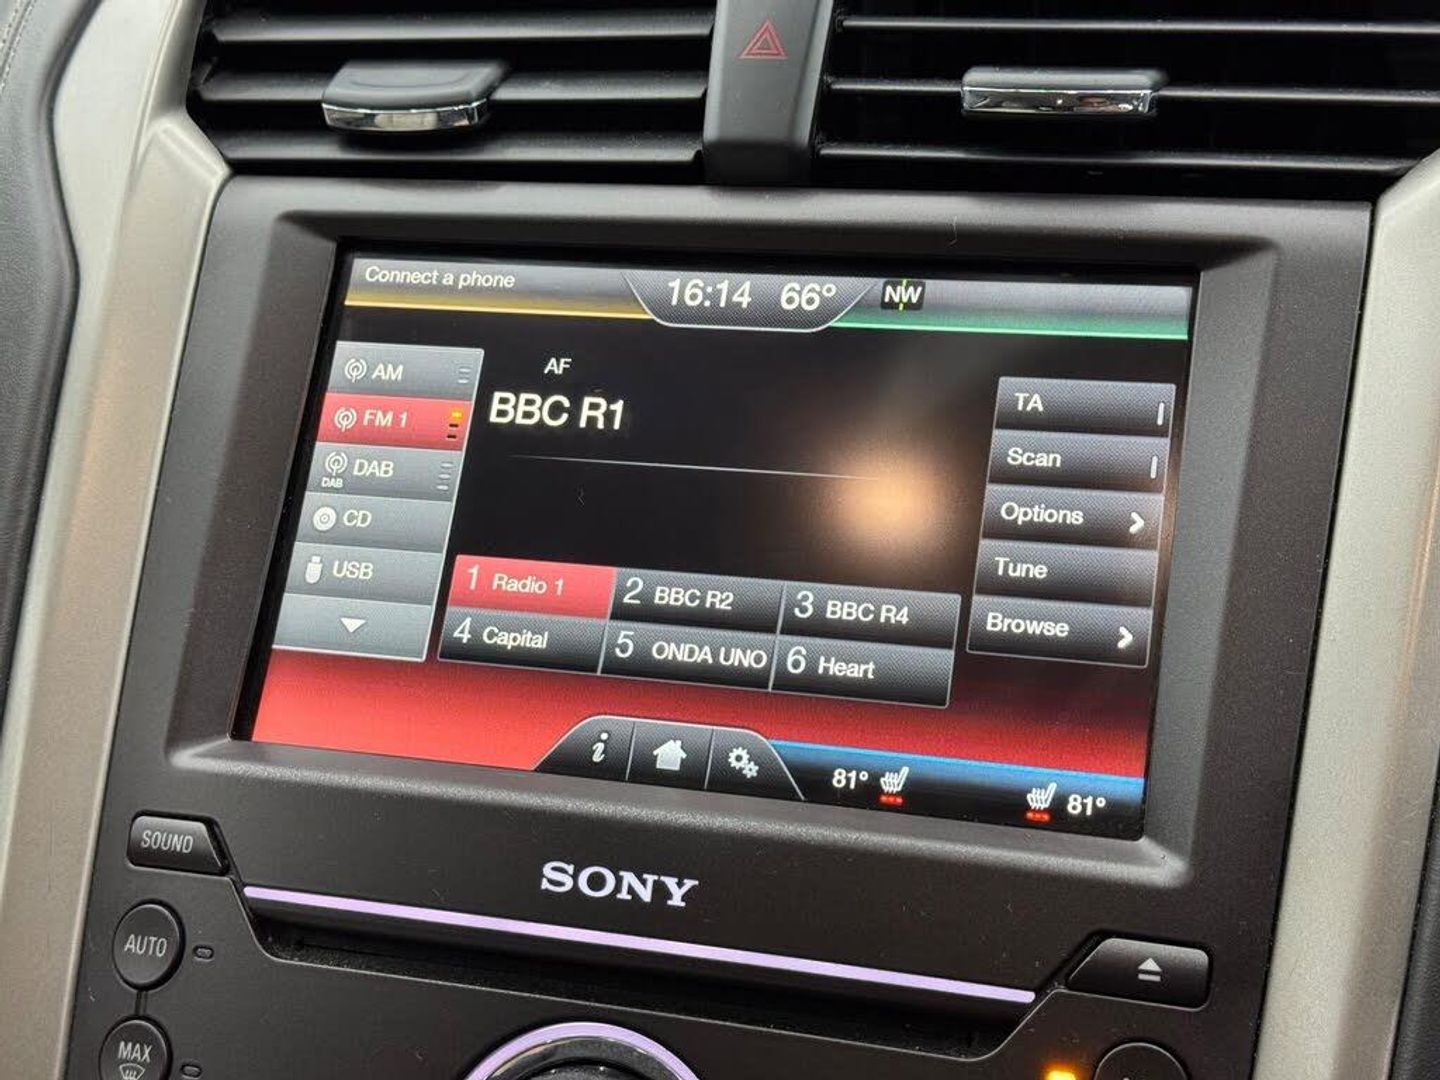 Connect a phone
16:14 66° NW
AM
FM 1
DAB
DAB
CD
USB
AF
BBC R1
TA
Scan
Options
Tune
Browse
1 Radio 1
2 BBC R2
3 BBC R4
4 Capital
5 ONDA UNO
6 Heart
i
81°
81°
SOUND
SONY
AUTO
MAX